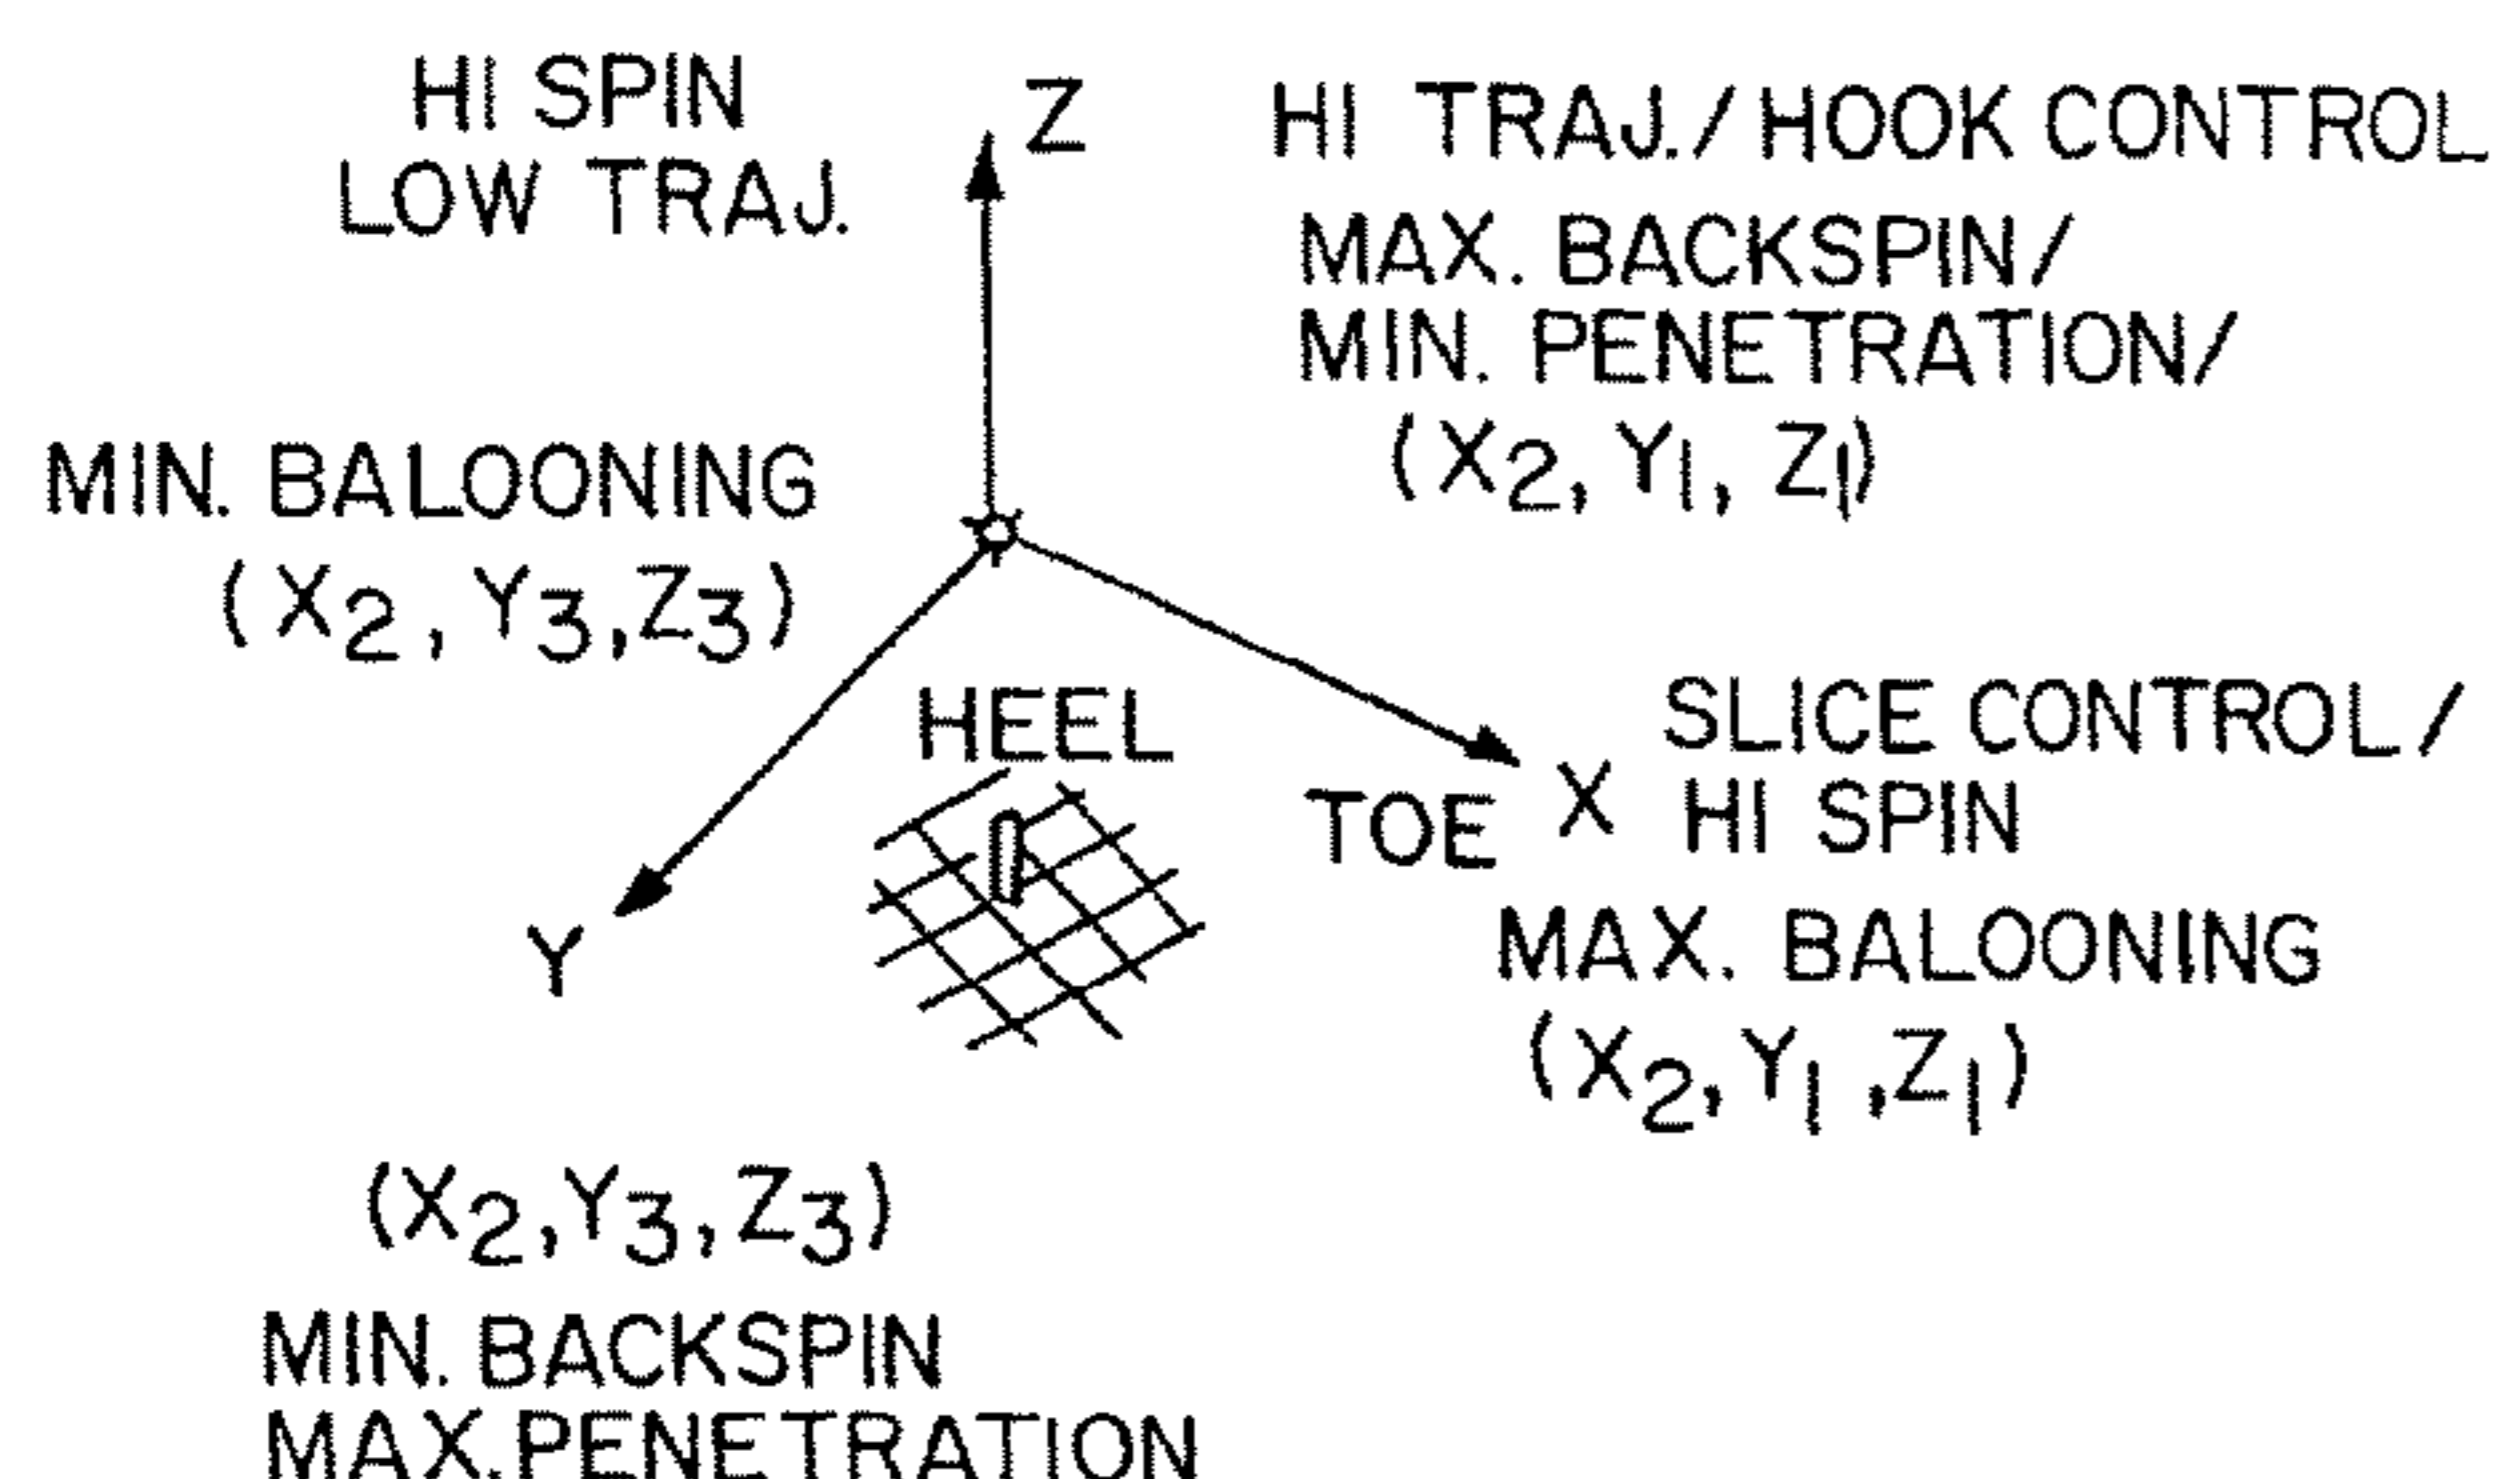 HI SPIN
LOW TRAJ.
Z
HI TRAJ./HOOK CONTROL
MAX. BACKSPIN/
MIN. PENETRATION/
(X2, Y1, Z1)
MIN. BALOONING
(X2, Y3, Z3)
HEEL
TOE
X
SLICE CONTROL/
HI SPIN
MAX. BALOONING
(X2, Y1, Z1)
Y
(X2, Y3, Z3)
MIN. BACKSPIN
MAX. PENETRATION